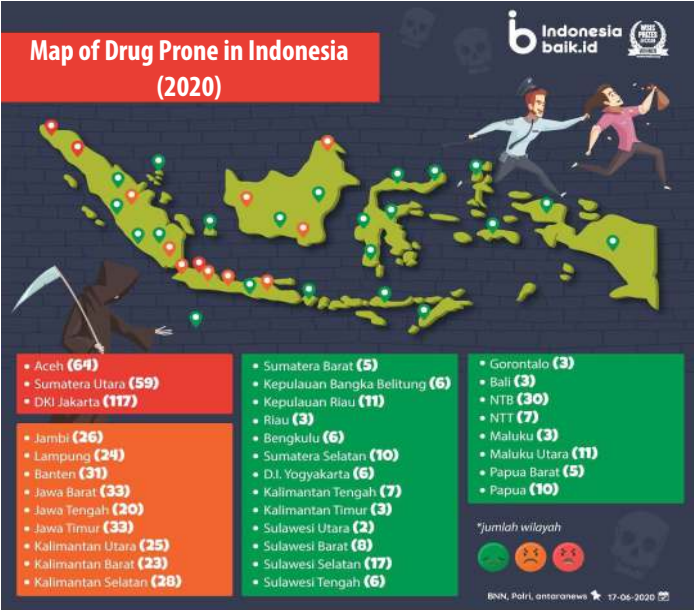 Map of Drug Prone in Indonesia
(2020)
Indonesia
baik.id
• Aceh (64)
• Sumatera Utara (59)
• DKI Jakarta (117)
• Jambi (26)
• Lampung (24)
• Banten (31)
• Jawa Barat (33)
• Jawa Tengah (20)
• Jawa Timur (33)
• Kalimantan Utara (25)
• Kalimantan Barat (23)
• Kalimantan Selatan (28)
• Sumatera Barat (5)
• Kepulauan Bangka Belitung (6)
• Kepulauan Riau (11)
• Riau (3)
• Bengkulu (6)
• Sumatera Selatan (10)
• D.I. Yogyakarta (6)
• Kalimantan Tengah (7)
• Kalimantan Timur (3)
• Sulawesi Utara (2)
• Sulawesi Barat (8)
• Sulawesi Selatan (17)
• Sulawesi Tengah (6)
• Gorontalo (3)
• Bali (3)
• NTB (30)
• NTT (7)
• Maluku (3)
• Maluku Utara (11)
• Papua Barat (5)
• Papua (10)
*jumlah wilayah
BNN, Polri, antaranews
17-06-2020